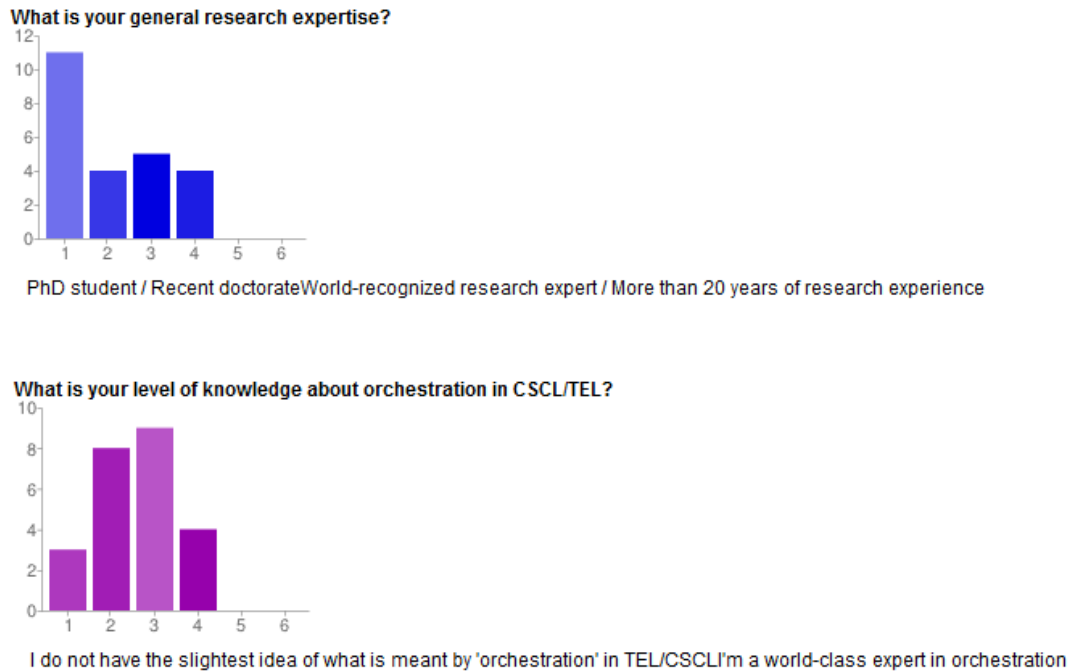 What is your general research expertise?
12
10
8
6
4
2
0
1 2 3 4 5 6
PhD student / Recent doctorateWorld-recognized research expert / More than 20 years of research experience
What is your level of knowledge about orchestration in CSCL/TEL?
10
8
6
4
2
0
1 2 3 4 5 6
I do not have the slightest idea of what is meant by 'orchestration' in TEL/CSCLI'm a world-class expert in orchestration